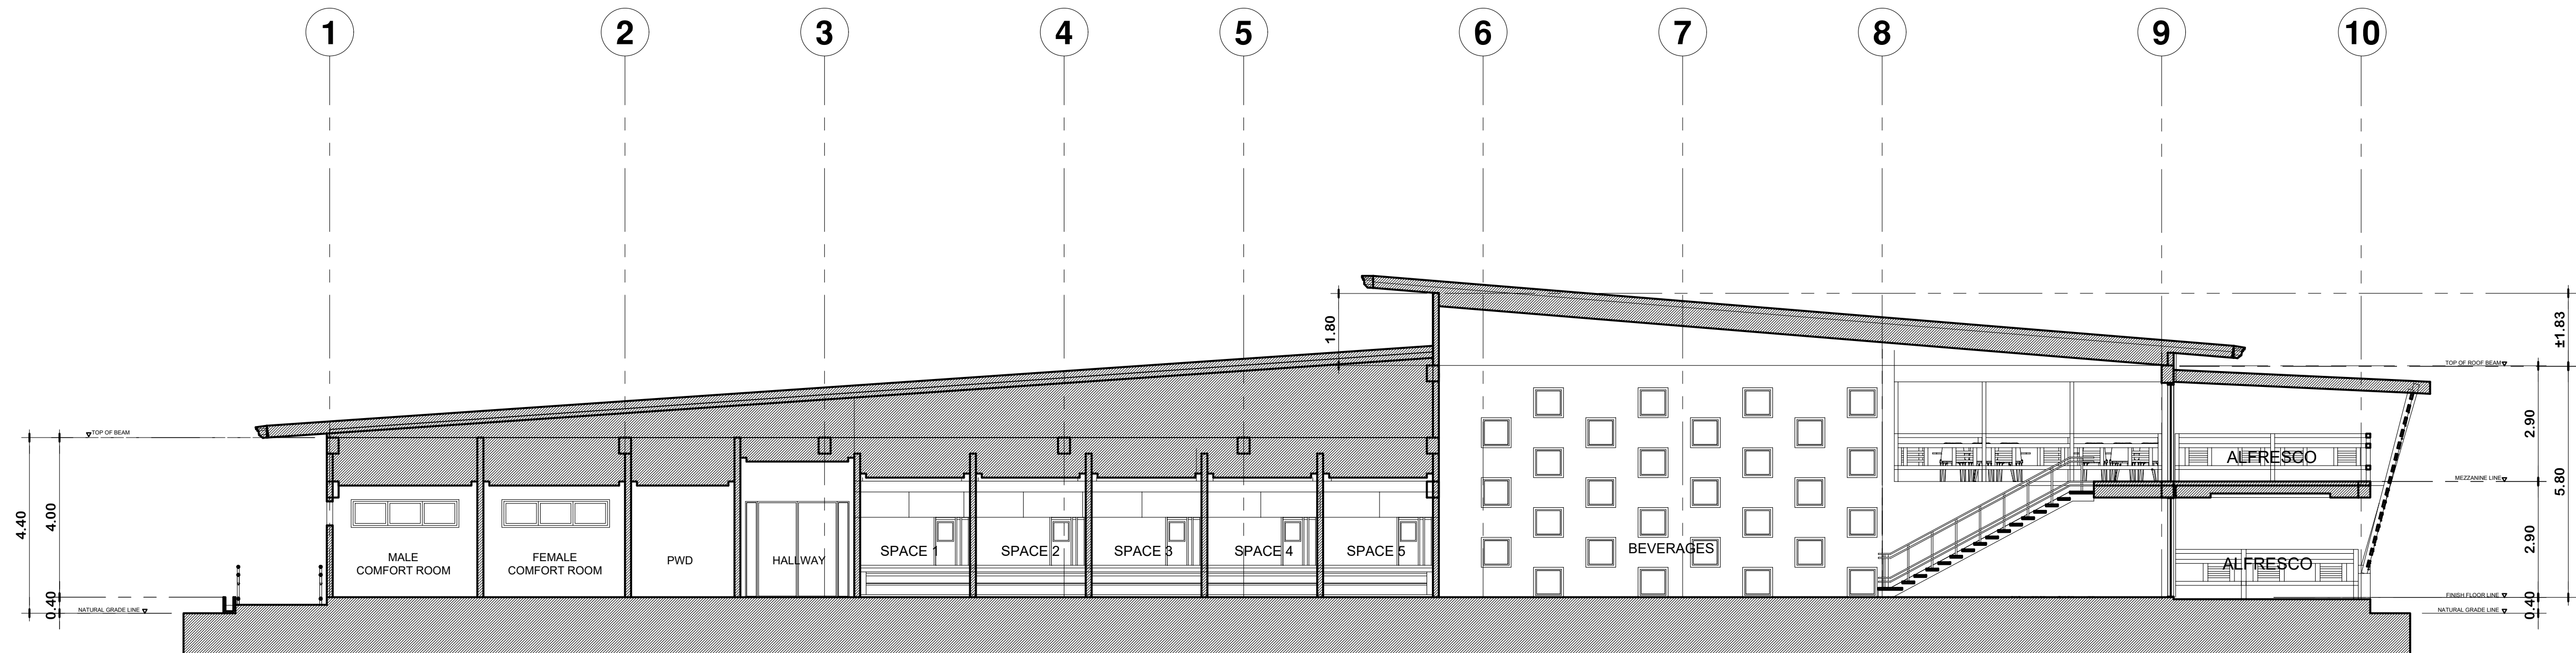 1
2
3
4
5
6
7
8
9
10
1.80
±1.83
TOP OF ROOF BEAM
TOP OF BEAM
2.90
ALFRESCO
MEZZANINE LINE
5.80
4.40
4.00
2.90
MALE
COMFORT ROOM
FEMALE
COMFORT ROOM
PWD
HALLWAY
SPACE 1
SPACE 2
SPACE 3
SPACE 4
SPACE 5
BEVERAGES
ALFRESCO
FINISH FLOOR LINE
0.40
NATURAL GRADE LINE
NATURAL GRADE LINE
0.40